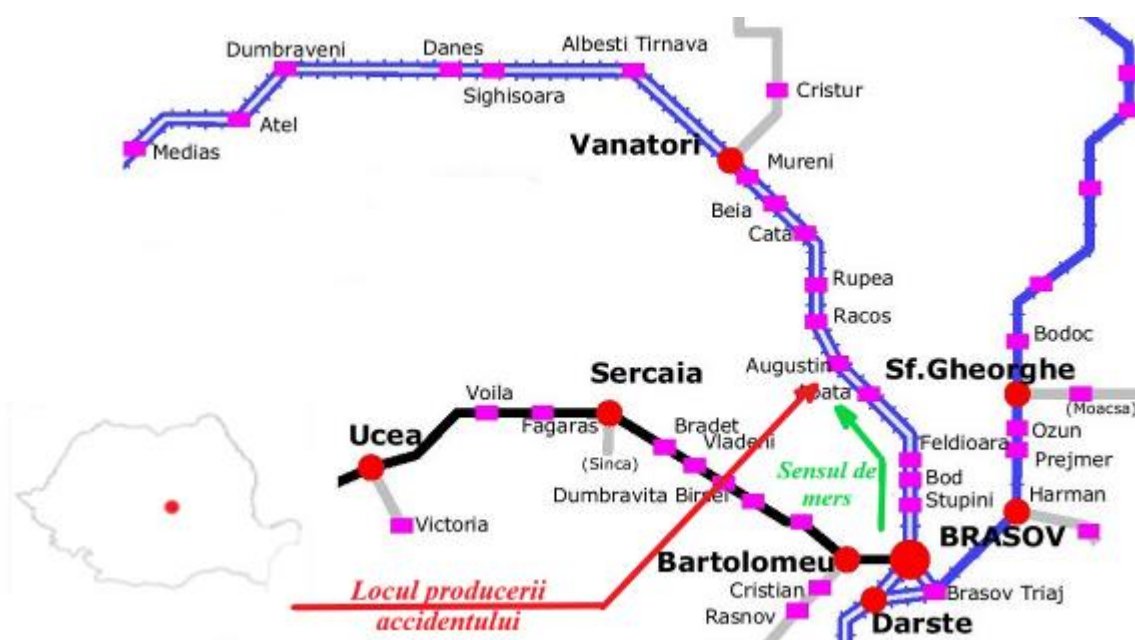 Dumbraveni
Danes
Albesti Tirnava
Sighisoara
Cristur
Atel
Medias
Vanatori
Mureni
Beia
Cata
Rupea
Racos
Bodoc
Augustin
Sf.Gheorghe
Sercaia
Apata
(Moacsa)
Voila
Fagaras
Bradet
Ucea
Vladeni
Ozun
Feldioara
(Sinca)
Prejmer
Sensul de
mers
Bod
Dumbravita Birsei
Stupini
Harman
Victoria
BRASOV
Bartolomeu
Cristian
Brasov Triaj
Locul producerii
accidentului
Rasnov
Darste